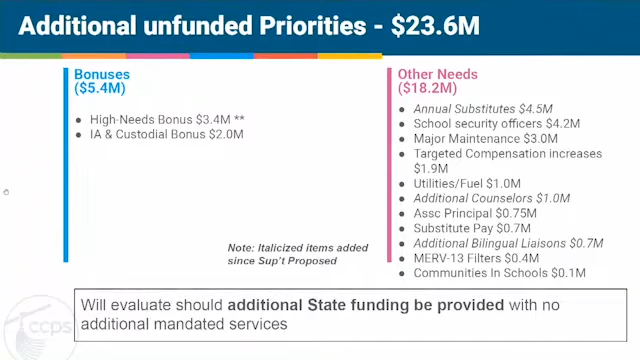 Additional unfunded Priorities - $23.6M
Bonuses
($5.4M)
● High-Needs Bonus $3.4M **
● IA & Custodial Bonus $2.0M
Note: Italicized items added
since Sup't Proposed
Other Needs
($18.2M)
● Annual Substitutes $4.5M
● School security officers $4.2M
● Major Maintenance $3.0M
● Targeted Compensation increases
$1.9M
● Utilities/Fuel $1.0M
● Additional Counselors $1.0M
● Assc Principal $0.75M
● Substitute Pay $0.7M
● Additional Bilingual Liaisons $0.7M
● MERV-13 Filters $0.4M
● Communities In Schools $0.1M
Will evaluate should additional State funding be provided with no
additional mandated services
ccps